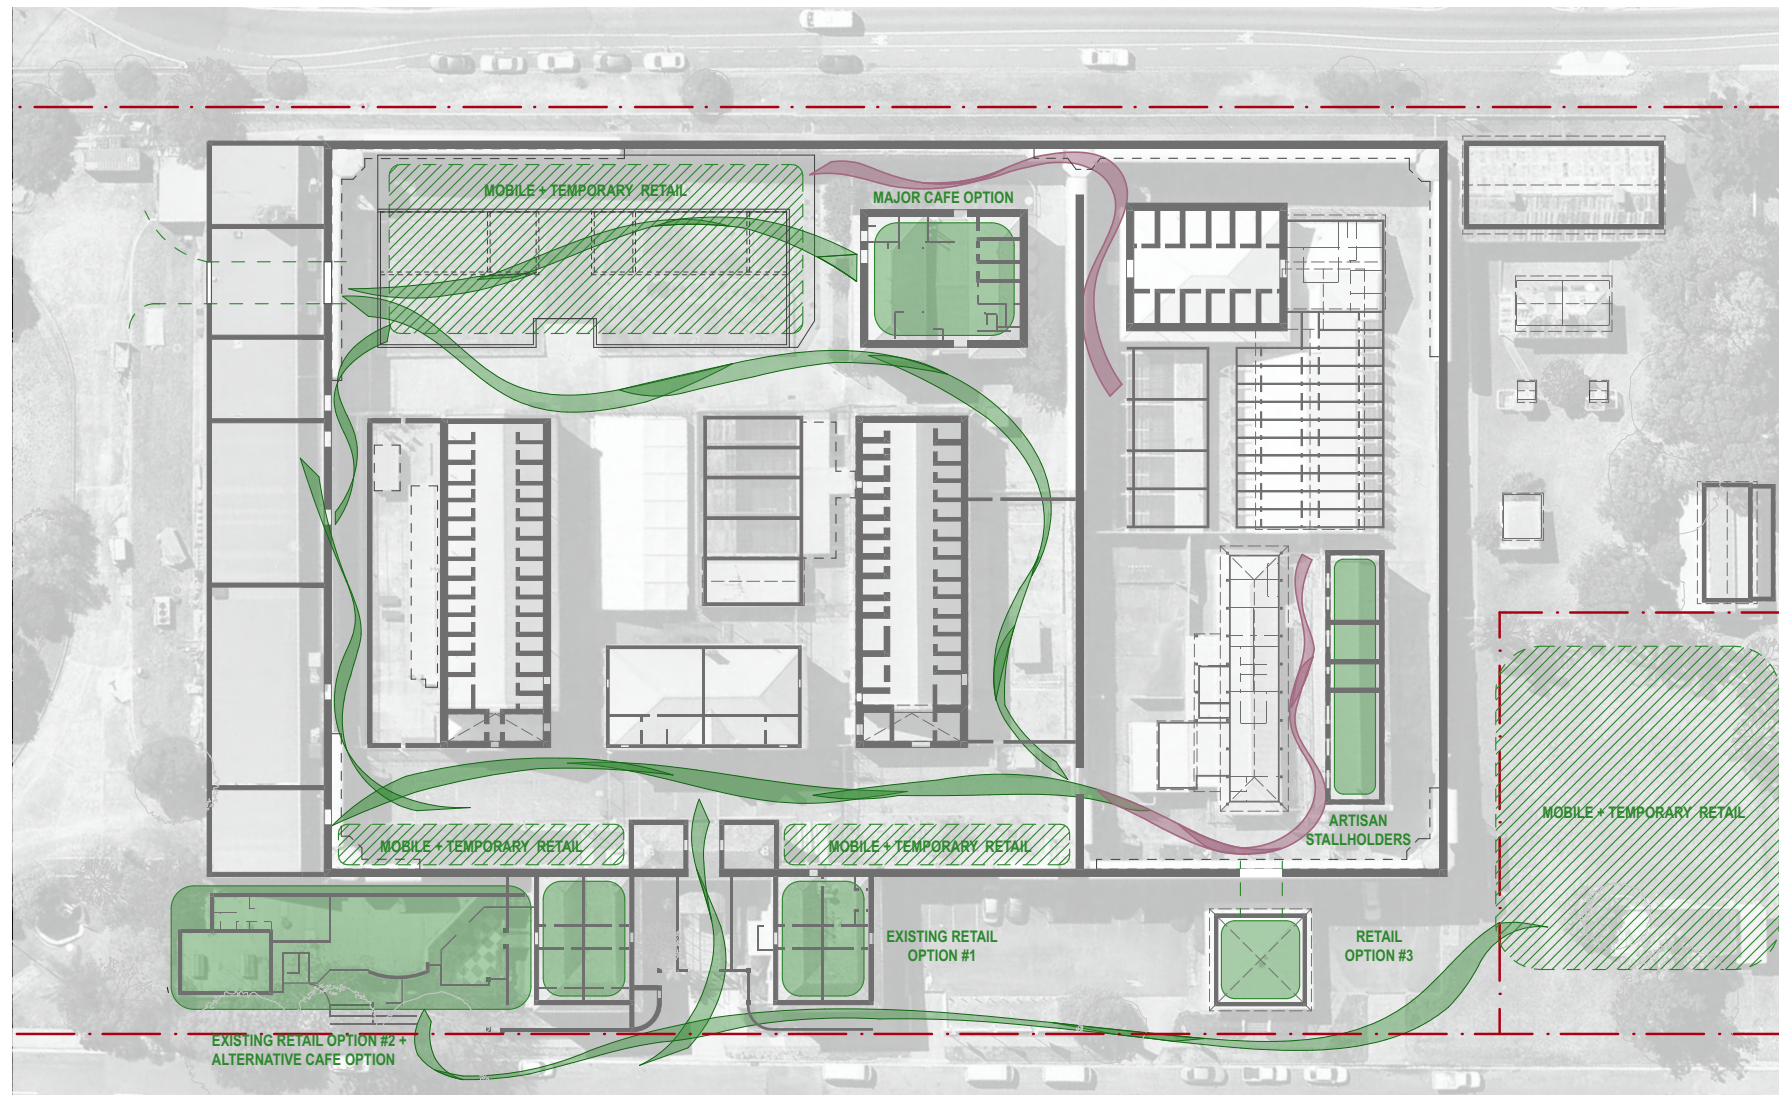 MOBILE + TEMPORARY RETAIL
MAJOR CAFE OPTION
MOBILE + TEMPORARY RETAIL
ARTISAN
STALLHOLDERS
MOBILE + TEMPORARY RETAIL
MOBILE + TEMPORARY RETAIL
EXISTING RETAIL
OPTION #1
RETAIL
OPTION #3
EXISTING RETAIL OPTION #2 +
ALTERNATIVE CAFE OPTION